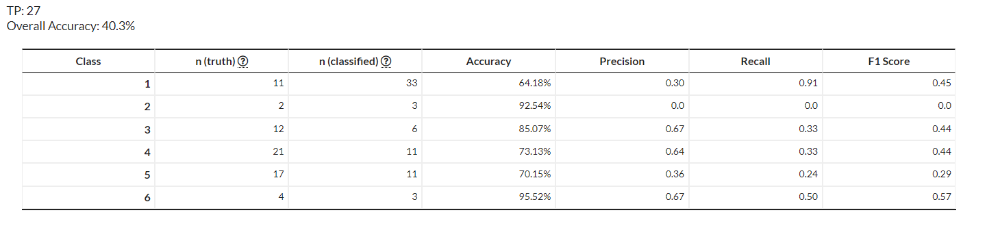 TP: 27
Overall Accuracy: 40.3%
Class n (truth) ? n (classified) ? Accuracy Precision Recall F1 Score
1 11 33 64.18% 0.30 0.91 0.45
2 2 3 92.54% 0.0 0.0 0.0
3 12 6 85.07% 0.67 0.33 0.44
4 21 11 73.13% 0.64 0.33 0.44
5 17 11 70.15% 0.36 0.24 0.29
6 4 3 95.52% 0.67 0.50 0.57